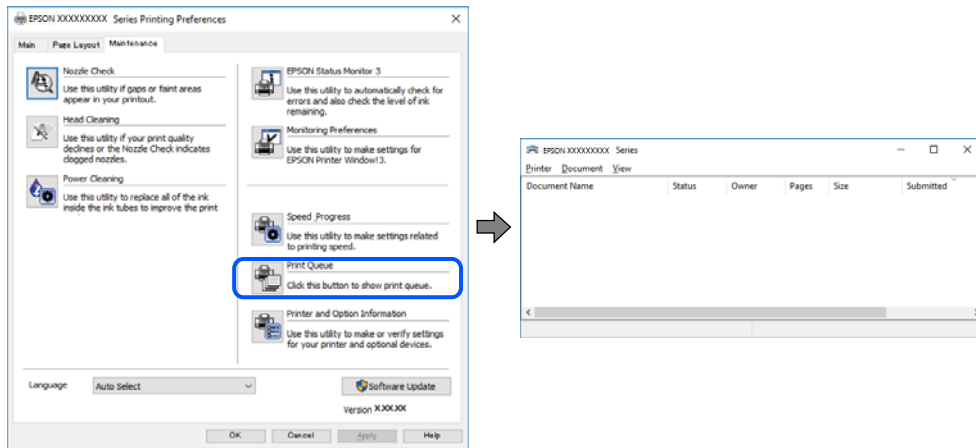 EPSON XXXXXXXXX Series Printing Preferences
Main Page Layout Maintenance
Nozzle Check
Use this utility if gaps or faint areas
appear in your printout.
Head Cleaning
Use this utility if your print quality
declines or the Nozzle Check indicates
clogged nozzles.
Power Cleaning
Use this utility to replace all of the ink
inside the ink tubes to improve the print
EPSON Status Monitor 3
Use this utility to automatically check for
errors and also check the level of ink
remaining.
Monitoring Preferences
Use this utility to make settings for
EPSON Printer Window!3.
Speed Progress
Use this utility to make settings related
to printing speed.
Print Queue
Click this button to show print queue.
Printer and Option Information
Use this utility to make or verify settings
for your printer and optional devices.
Language Auto Select
Software Update
Version X.XX.XX
OK Cancel Apply Help
EPSON XXXXXXXXX Series
Printer Document View
Document Name Status Owner Pages Size Submitted